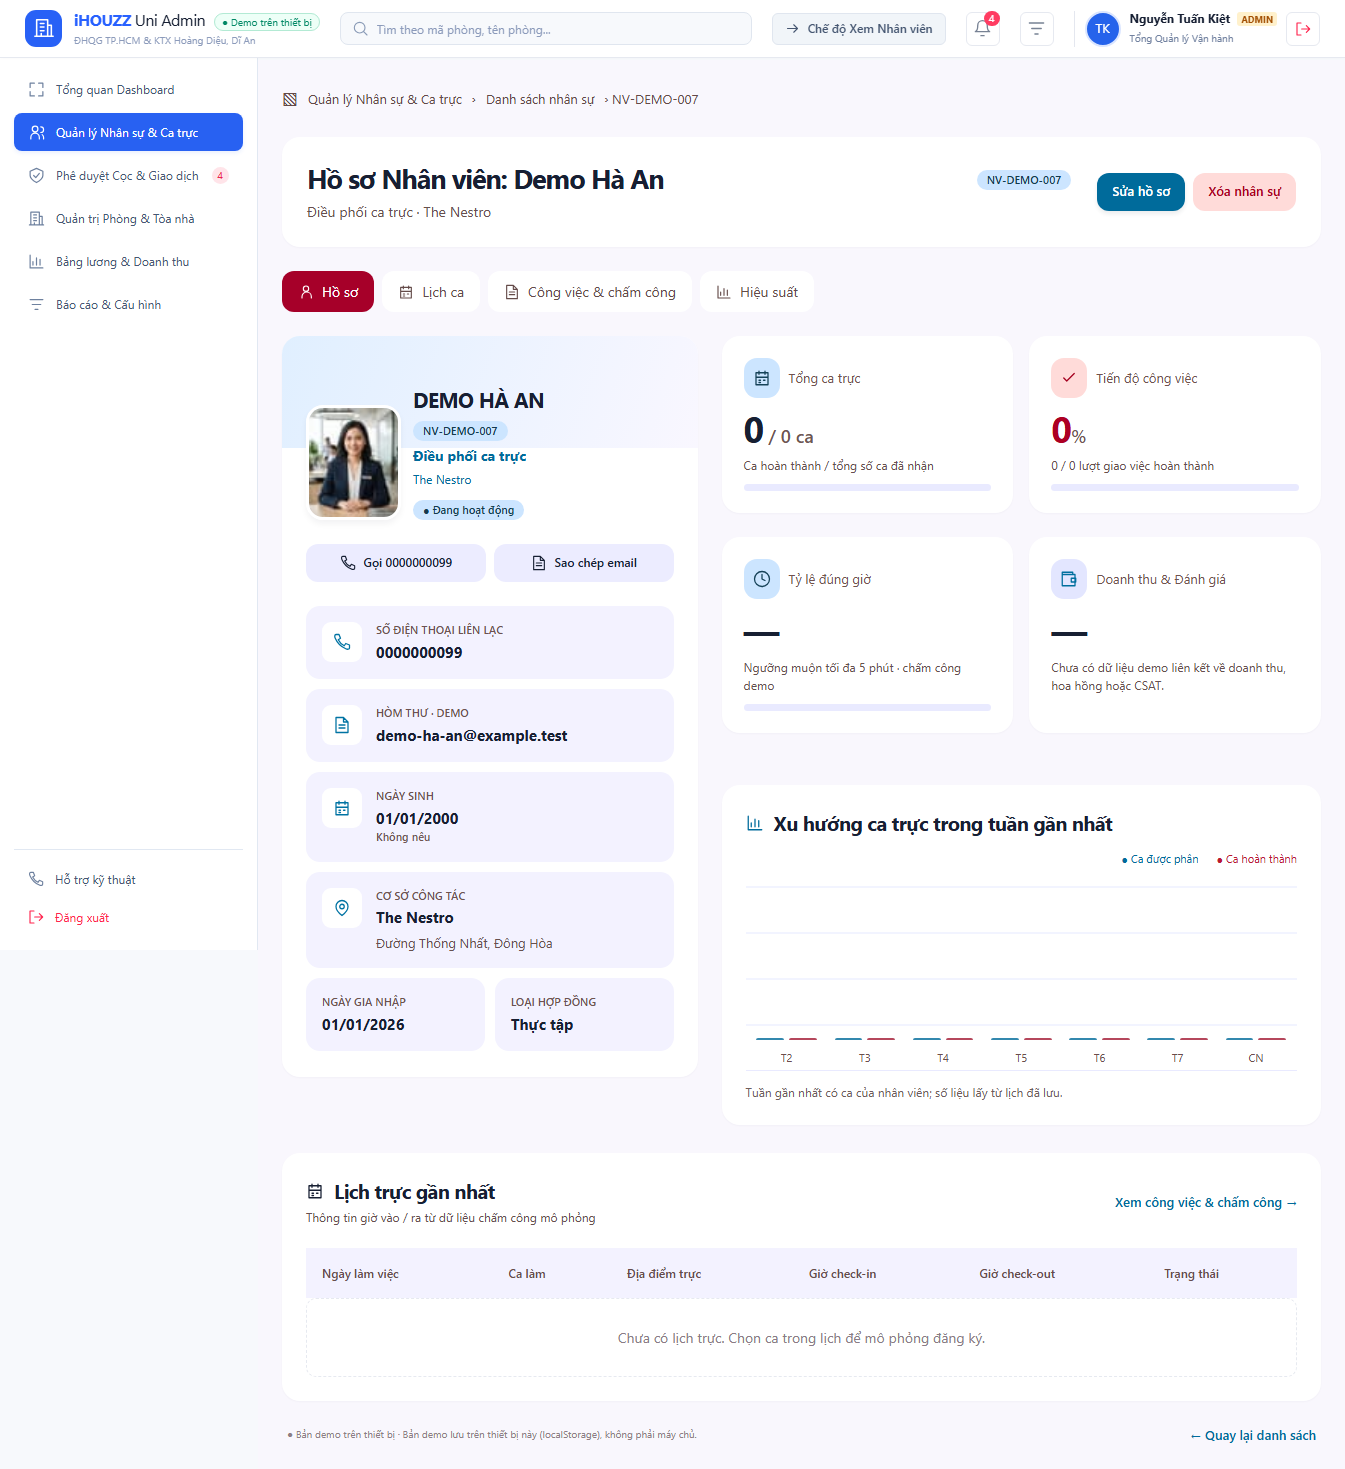 iHOUZZ Uni Admin
● Demo trên thiết bị
ĐHQG TP.HCM & KTX Hoàng Diệu, Dĩ An
Tìm theo mã phòng, tên phòng...
→ Chế độ Xem Nhân viên
4
TK
Nguyễn Tuấn Kiệt ADMIN
Tổng Quản lý Vận hành
Tổng quan Dashboard
Quản lý Nhân sự & Ca trực
Phê duyệt Cọc & Giao dịch 4
Quản trị Phòng & Tòa nhà
Bảng lương & Doanh thu
Báo cáo & Cấu hình
Hỗ trợ kỹ thuật
Đăng xuất
Quản lý Nhân sự & Ca trực › Danh sách nhân sự › NV-DEMO-007
Hồ sơ Nhân viên: Demo Hà An
Điều phối ca trực · The Nestro
NV-DEMO-007
Sửa hồ sơ
Xóa nhân sự
Hồ sơ
Lịch ca
Công việc & chấm công
Hiệu suất
DEMO HÀ AN
NV-DEMO-007
Điều phối ca trực
The Nestro
● Đang hoạt động
Gọi 0000000099
Sao chép email
SỐ ĐIỆN THOẠI LIÊN LẠC
0000000099
HÒM THƯ · DEMO
demo-ha-an@example.test
NGÀY SINH
01/01/2000
Không nêu
CƠ SỞ CÔNG TÁC
The Nestro
Đường Thống Nhất, Đông Hòa
NGÀY GIA NHẬP
01/01/2026
LOẠI HỢP ĐỒNG
Thực tập
Tổng ca trực
0 / 0 ca
Ca hoàn thành / tổng số ca đã nhận
Tiến độ công việc
0%
0 / 0 lượt giao việc hoàn thành
Tỷ lệ đúng giờ
—
Ngưỡng muộn tối đa 5 phút · chấm công
demo
Doanh thu & Đánh giá
—
Chưa có dữ liệu demo liên kết về doanh thu,
hoa hồng hoặc CSAT.
Xu hướng ca trực trong tuần gần nhất
● Ca được phân ● Ca hoàn thành
T2 T3 T4 T5 T6 T7 CN
Tuần gần nhất có ca của nhân viên; số liệu lấy từ lịch đã lưu.
Lịch trực gần nhất
Thông tin giờ vào / ra từ dữ liệu chấm công mô phỏng
Xem công việc & chấm công →
Ngày làm việc Ca làm Địa điểm trực Giờ check-in Giờ check-out Trạng thái
Chưa có lịch trực. Chọn ca trong lịch để mô phỏng đăng ký.
● Bản demo trên thiết bị · Bản demo lưu trên thiết bị này (localStorage), không phải máy chủ.
← Quay lại danh sách